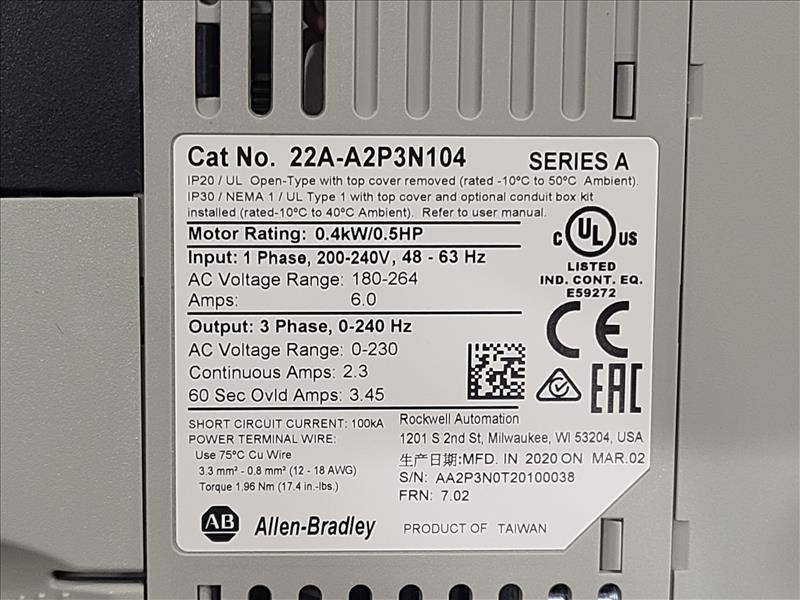 Cat No. 22A-A2P3N104 SERIES A
IP20 / UL Open-Type with top cover removed (rated -10°C to 50°C Ambient).
IP30 / NEMA 1 / UL Type 1 with top cover and optional conduit box kit
installed (rated-10°C to 40°C Ambient). Refer to user manual.
Motor Rating: 0.4kW/0.5HP
Input: 1 Phase, 200-240V, 48 - 63 Hz
AC Voltage Range: 180-264
Amps: 6.0
C UL US
LISTED
IND. CONT. EQ.
E59272
CE
Output: 3 Phase, 0-240 Hz
AC Voltage Range: 0-230
Continuous Amps: 2.3
60 Sec Ovld Amps: 3.45
EAC
SHORT CIRCUIT CURRENT: 100kA
POWER TERMINAL WIRE:
Use 75°C Cu Wire
3.3 mm² - 0.8 mm² (12 - 18 AWG)
Torque 1.96 Nm (17.4 in.-lbs.)
Rockwell Automation
1201 S 2nd St, Milwaukee, WI 53204, USA
生产日期:MFD. IN 2020 ON MAR.02
S/N: AA2P3N0T20100038
FRN: 7.02
AB Allen-Bradley
PRODUCT OF TAIWAN